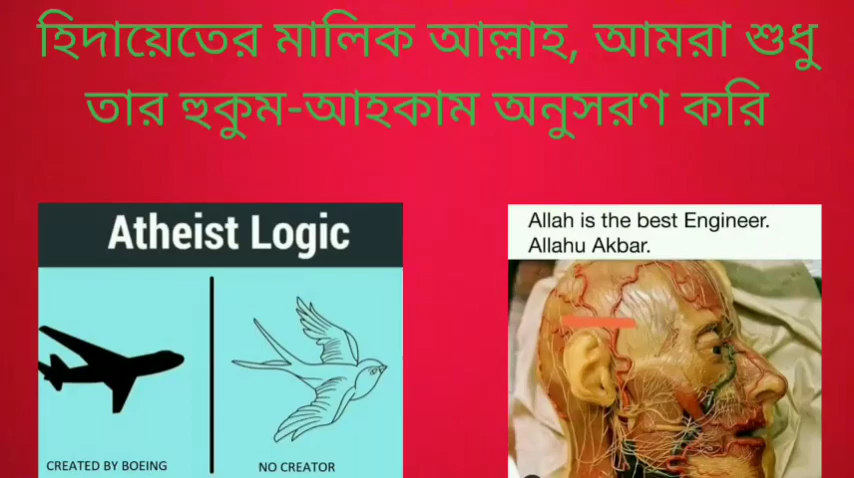 হিদায়েতের মালিক আল্লাহ, আমরা শুধু
তার হুকুম-আহকাম অনুসরণ করি
Atheist Logic
CREATED BY BOEING
NO CREATOR
Allah is the best Engineer.
Allahu Akbar.